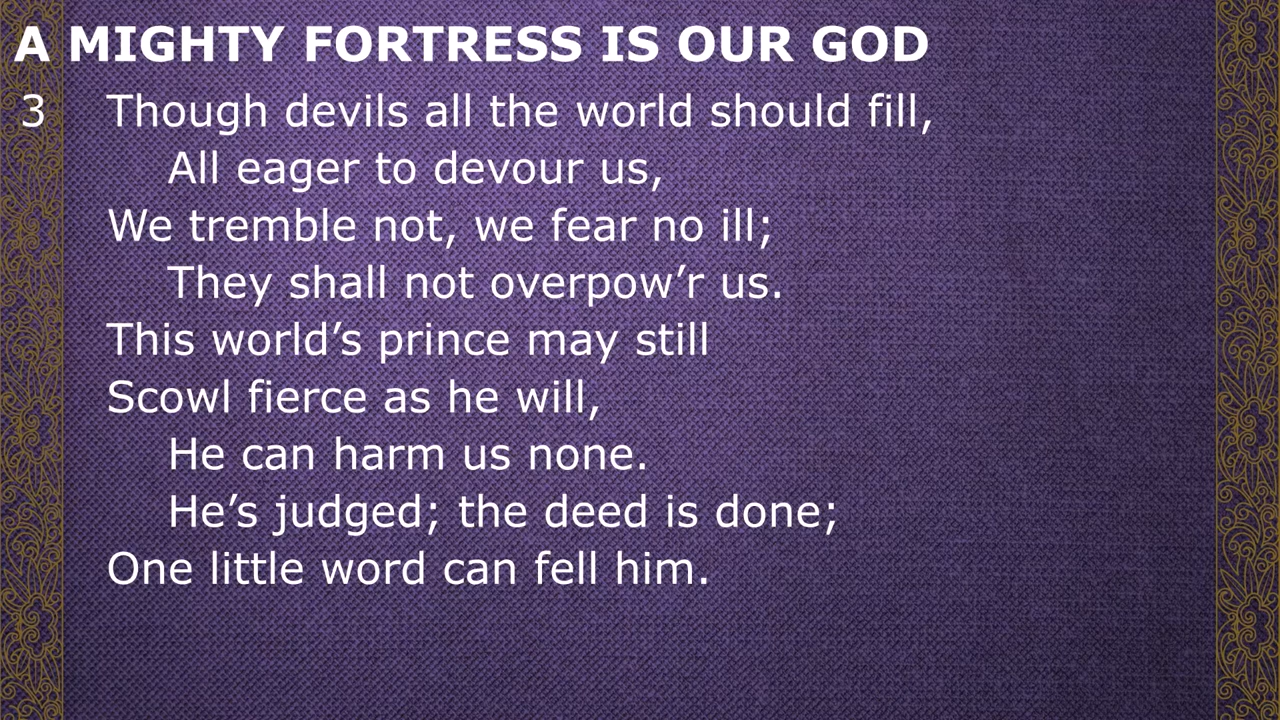 A MIGHTY FORTRESS IS OUR GOD
3 Though devils all the world should fill,
All eager to devour us,
We tremble not, we fear no ill;
They shall not overpow’r us.
This world’s prince may still
Scowl fierce as he will,
He can harm us none.
He’s judged; the deed is done;
One little word can fell him.